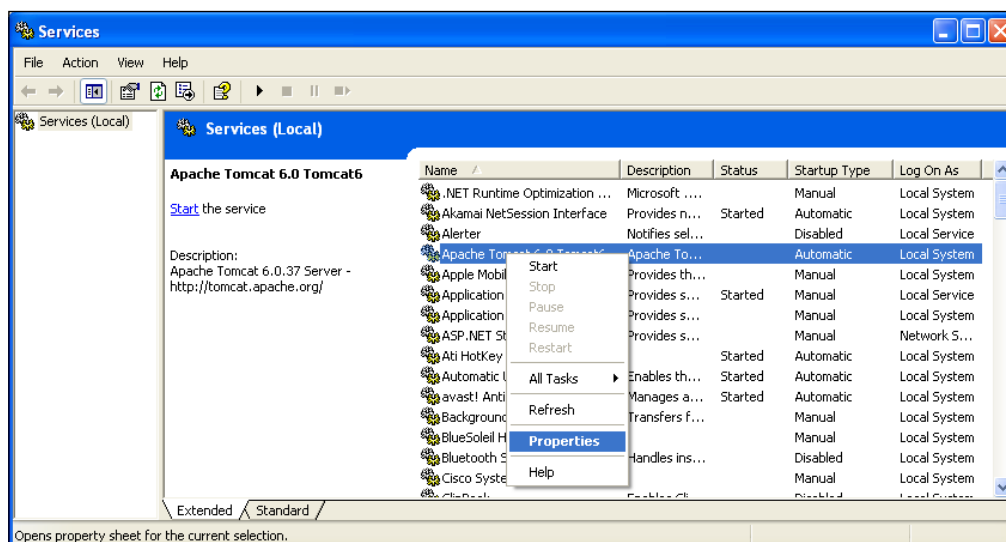 Services
File Action View Help
Services (Local)
Services (Local)
Apache Tomcat 6.0 Tomcat6
Start the service
Description:
Apache Tomcat 6.0.37 Server -
http://tomcat.apache.org/
Name Description Status Startup Type Log On As
.NET Runtime Optimization ... Microsoft .... Manual Local System
Akamai NetSession Interface Provides n... Started Automatic Local System
Alerter Notifies sel... Disabled Local Service
Apache Tomcat 6.0 Tomcat6 Apache To... Automatic Local System
Apple Mobil Provides th... Manual Local System
Application Provides s... Started Manual Local Service
Application Provides s... Manual Local System
ASP.NET St Provides s... Manual Network S...
Ati HotKey Started Automatic Local System
Automatic Enables th... Started Automatic Local System
avast! Anti Manages a... Started Automatic Local System
Background Transfers f... Manual Local System
BlueSoleil H Manual Local System
Bluetooth S Handles ins... Disabled Local System
Cisco Syste Manual Local System
Start
Stop
Pause
Resume
Restart
All Tasks
Refresh
Properties
Help
Extended Standard
Opens property sheet for the current selection.